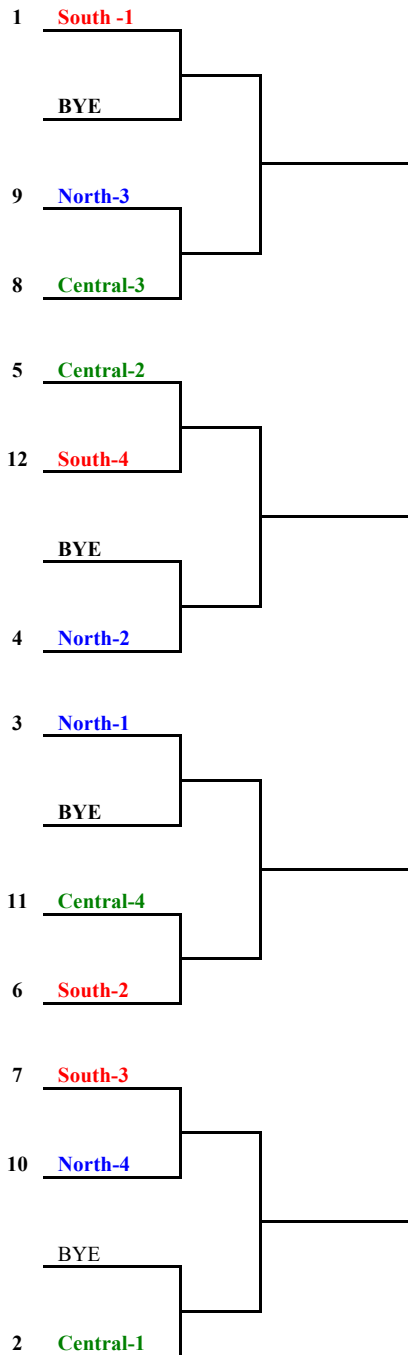 1 South -1
BYE
9 North-3
8 Central-3
5 Central-2
12 South-4
BYE
4 North-2
3 North-1
BYE
11 Central-4
6 South-2
7 South-3
10 North-4
BYE
2 Central-1